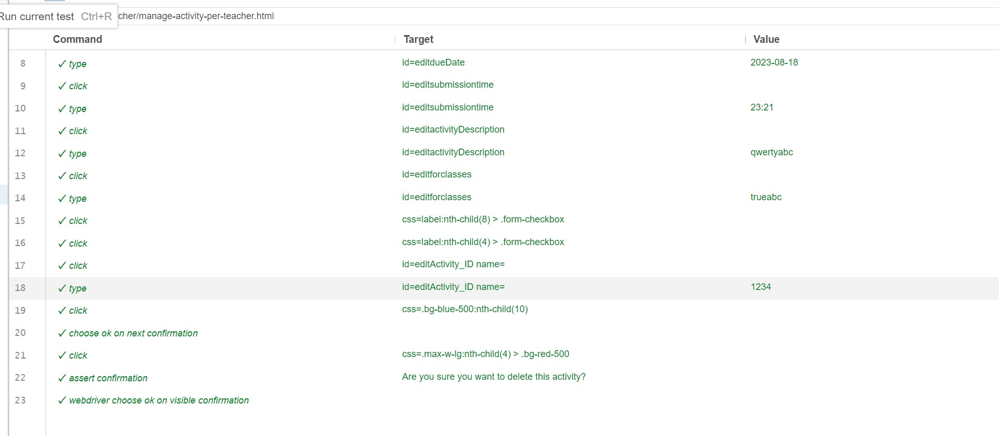 Run current test Ctrl+R cher/manage-activity-per-teacher.html
Command Target Value
8 ✓ type id=editdueDate 2023-08-18
9 ✓ click id=editsubmissiontime
10 ✓ type id=editsubmissiontime 23:21
11 ✓ click id=editactivityDescription
12 ✓ type id=editactivityDescription qwertyabc
13 ✓ click id=editforclasses
14 ✓ type id=editforclasses trueabc
15 ✓ click css=label:nth-child(8) > .form-checkbox
16 ✓ click css=label:nth-child(4) > .form-checkbox
17 ✓ click id=editActivity_ID name=
18 ✓ type id=editActivity_ID name= 1234
19 ✓ click css=.bg-blue-500:nth-child(10)
20 ✓ choose ok on next confirmation
21 ✓ click css=.max-w-lg:nth-child(4) > .bg-red-500
22 ✓ assert confirmation Are you sure you want to delete this activity?
23 ✓ webdriver choose ok on visible confirmation